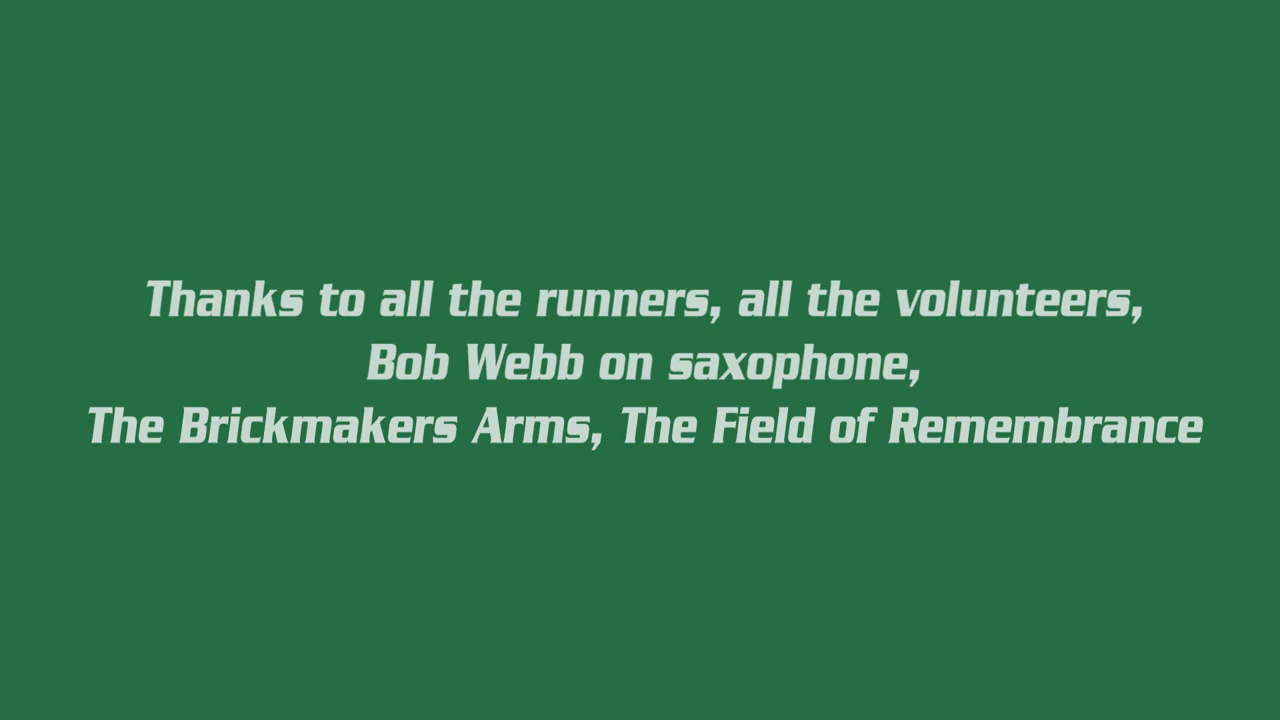 Thanks to all the runners, all the volunteers,
Bob Webb on saxophone,
The Brickmakers Arms, The Field of Remembrance